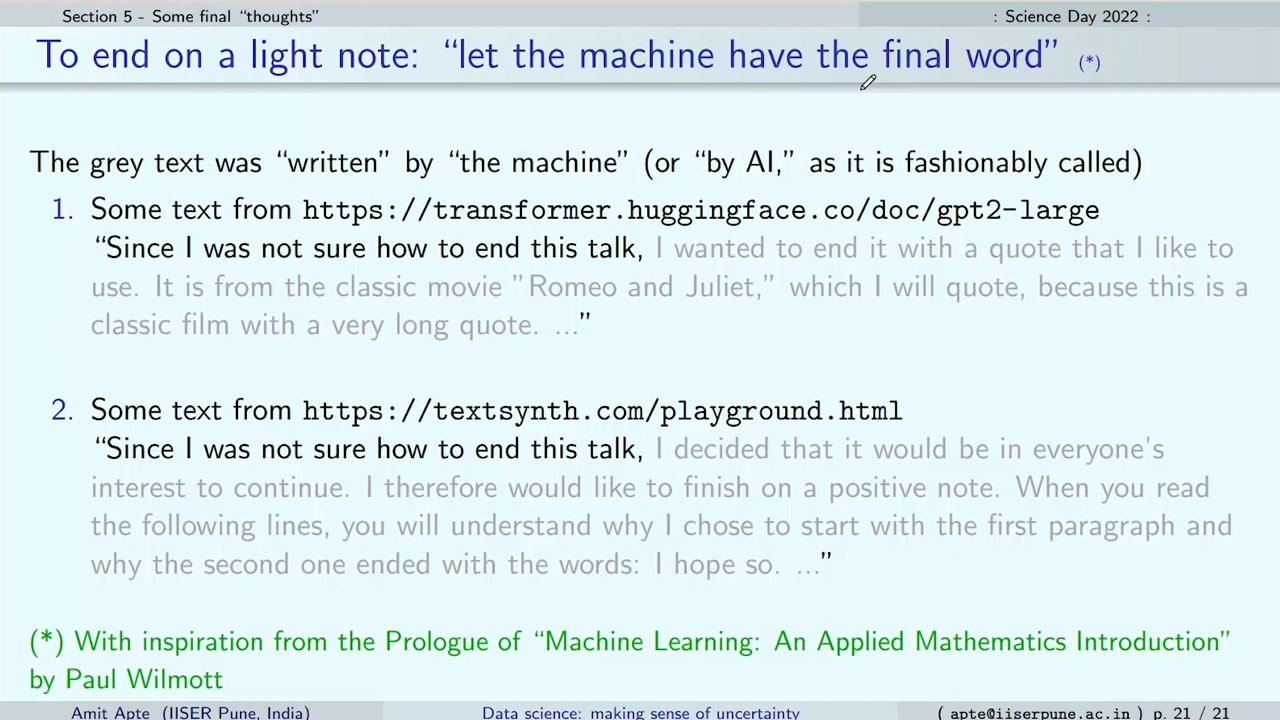 Section 5 - Some final “thoughts” : Science Day 2022 :
To end on a light note: “let the machine have the final word” (*)
The grey text was “written” by “the machine” (or “by AI,” as it is fashionably called)
1. Some text from https://transformer.huggingface.co/doc/gpt2-large
“Since I was not sure how to end this talk, I wanted to end it with a quote that I like to
use. It is from the classic movie ”Romeo and Juliet,” which I will quote, because this is a
classic film with a very long quote. ...”
2. Some text from https://textsynth.com/playground.html
“Since I was not sure how to end this talk, I decided that it would be in everyone's
interest to continue. I therefore would like to finish on a positive note. When you read
the following lines, you will understand why I chose to start with the first paragraph and
why the second one ended with the words: I hope so. ...”
(*) With inspiration from the Prologue of “Machine Learning: An Applied Mathematics Introduction”
by Paul Wilmott
Amit Apte (IISER Pune, India) Data science: making sense of uncertainty ( apte@iiserpune.ac.in ) p. 21 / 21